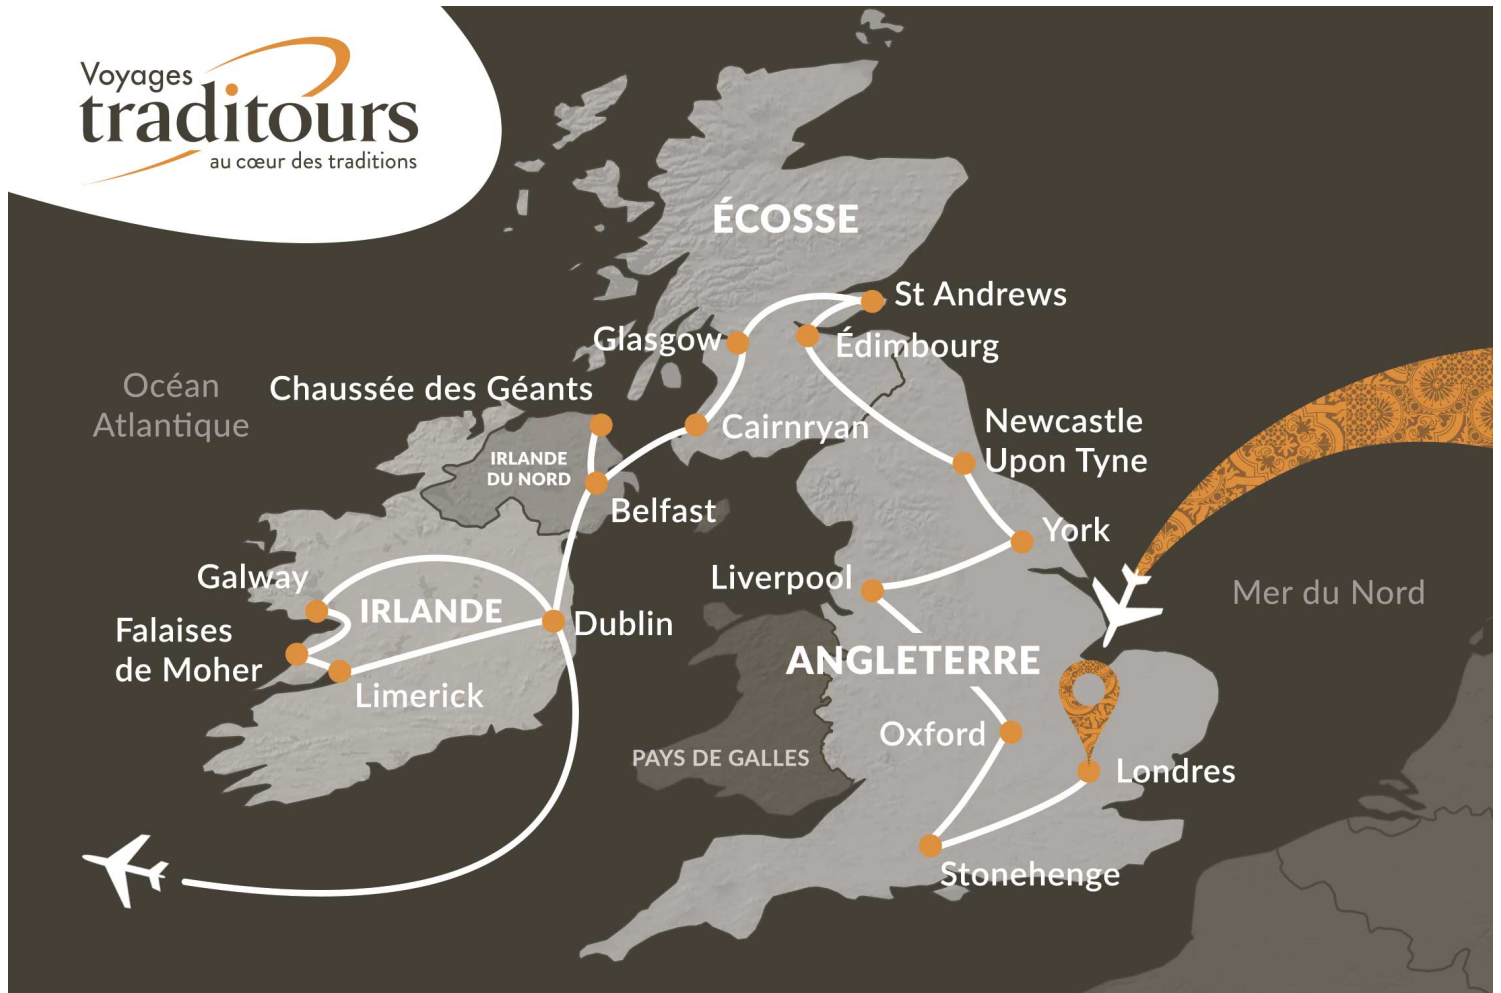 Voyages
traditours
au cœur des traditions
ÉCOSSE
St Andrews
Glasgow
Édimbourg
Océan
Atlantique
Chaussée des Géants
Cairnryan
Newcastle
Upon Tyne
IRLANDE
DU NORD
Belfast
York
Galway
Liverpool
Mer du Nord
IRLANDE
Dublin
Falaises
de Moher
ANGLETERRE
Limerick
Oxford
PAYS DE GALLES
Londres
Stonehenge